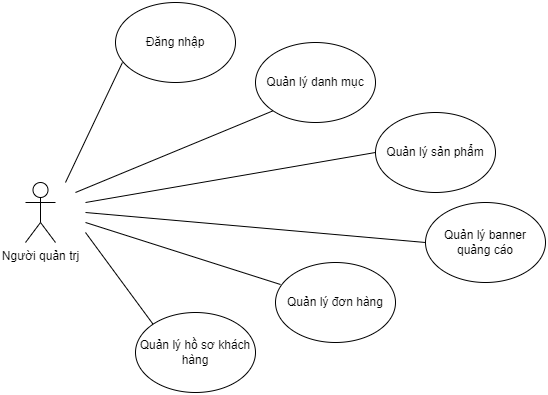 Đăng nhập
Quản lý danh mục
Quản lý sản phẩm
Người quản trị
Quản lý banner
quảng cáo
Quản lý đơn hàng
Quản lý hồ sơ khách
hàng